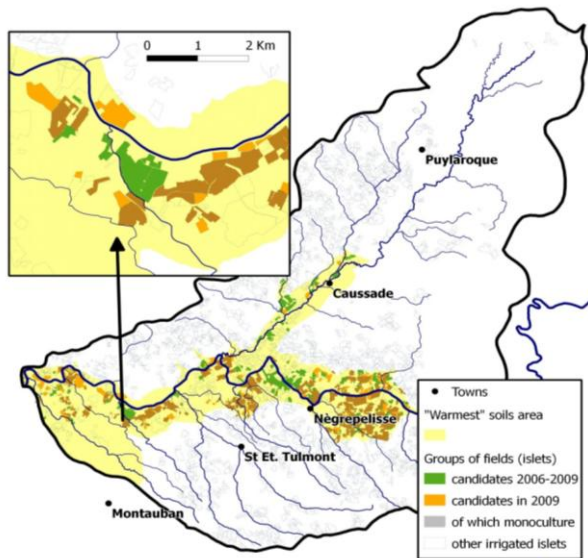 0 1 2 Km
Puylaroque
Caussade
Nègrepelisse
St Et. Tulmont
Montauban
Towns
"Warmest" soils area
Groups of fields (islets)
candidates 2006-2009
candidates in 2009
of which monoculture
other irrigated islets